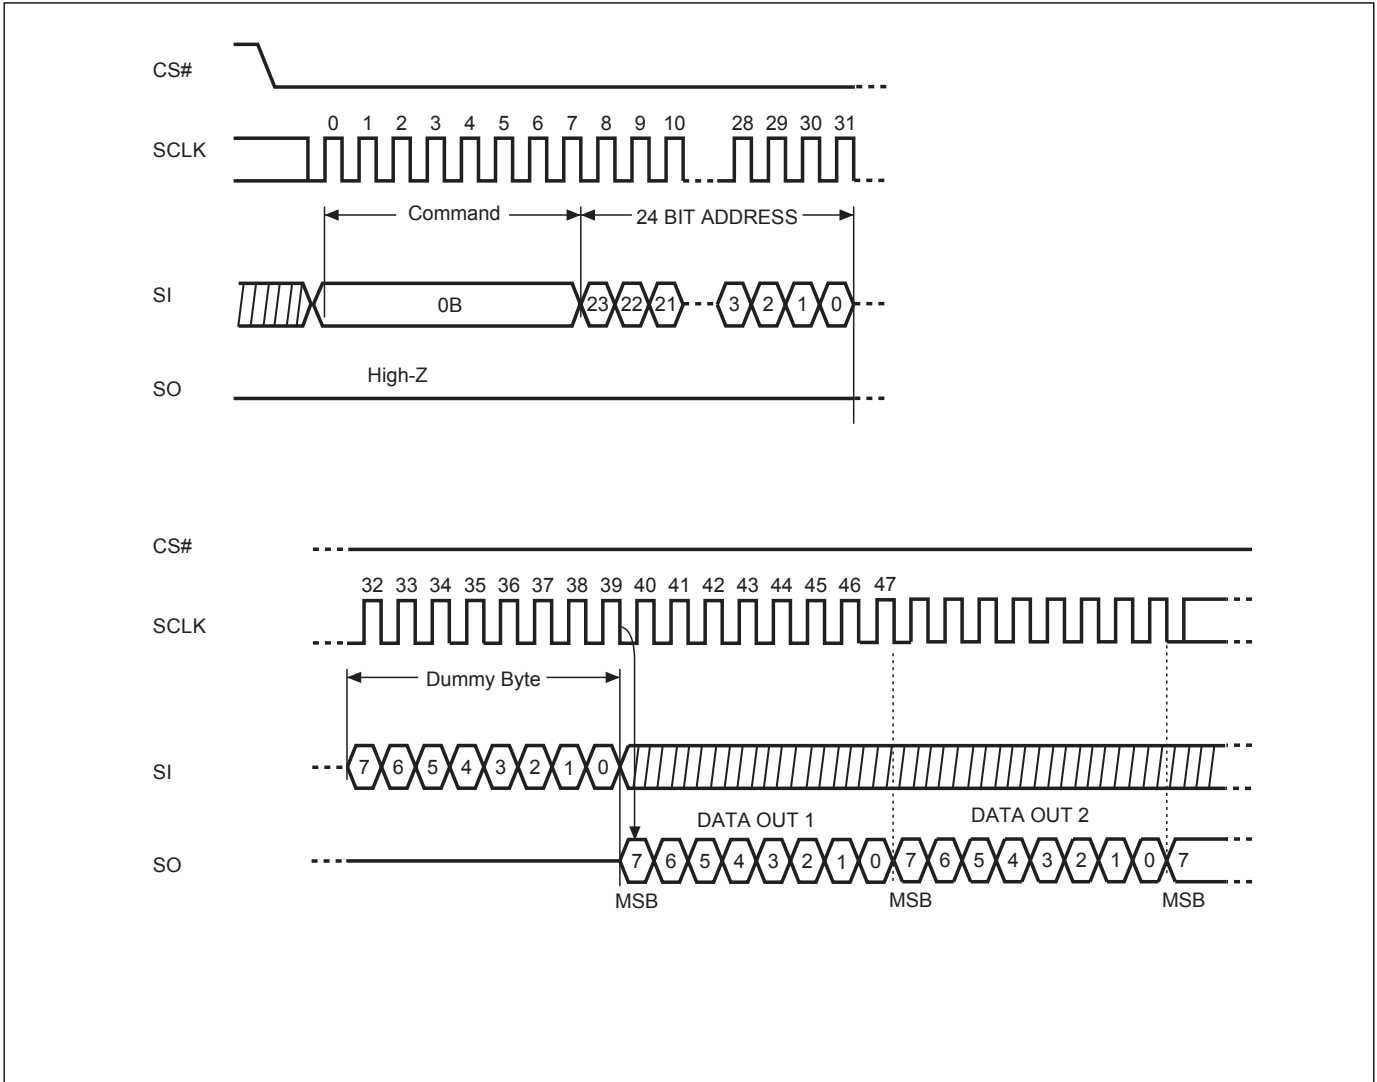 CS#
0 1 2 3 4 5 6 7 8 9 10 28 29 30 31
SCLK
Command 24 BIT ADDRESS
SI 0B 23 22 21 3 2 1 0
High-Z
SO
CS#
32 33 34 35 36 37 38 39 40 41 42 43 44 45 46 47
SCLK
Dummy Byte
SI 7 6 5 4 3 2 1 0
DATA OUT 1 DATA OUT 2
SO 7 6 5 4 3 2 1 0 7 6 5 4 3 2 1 0 7
MSB MSB MSB